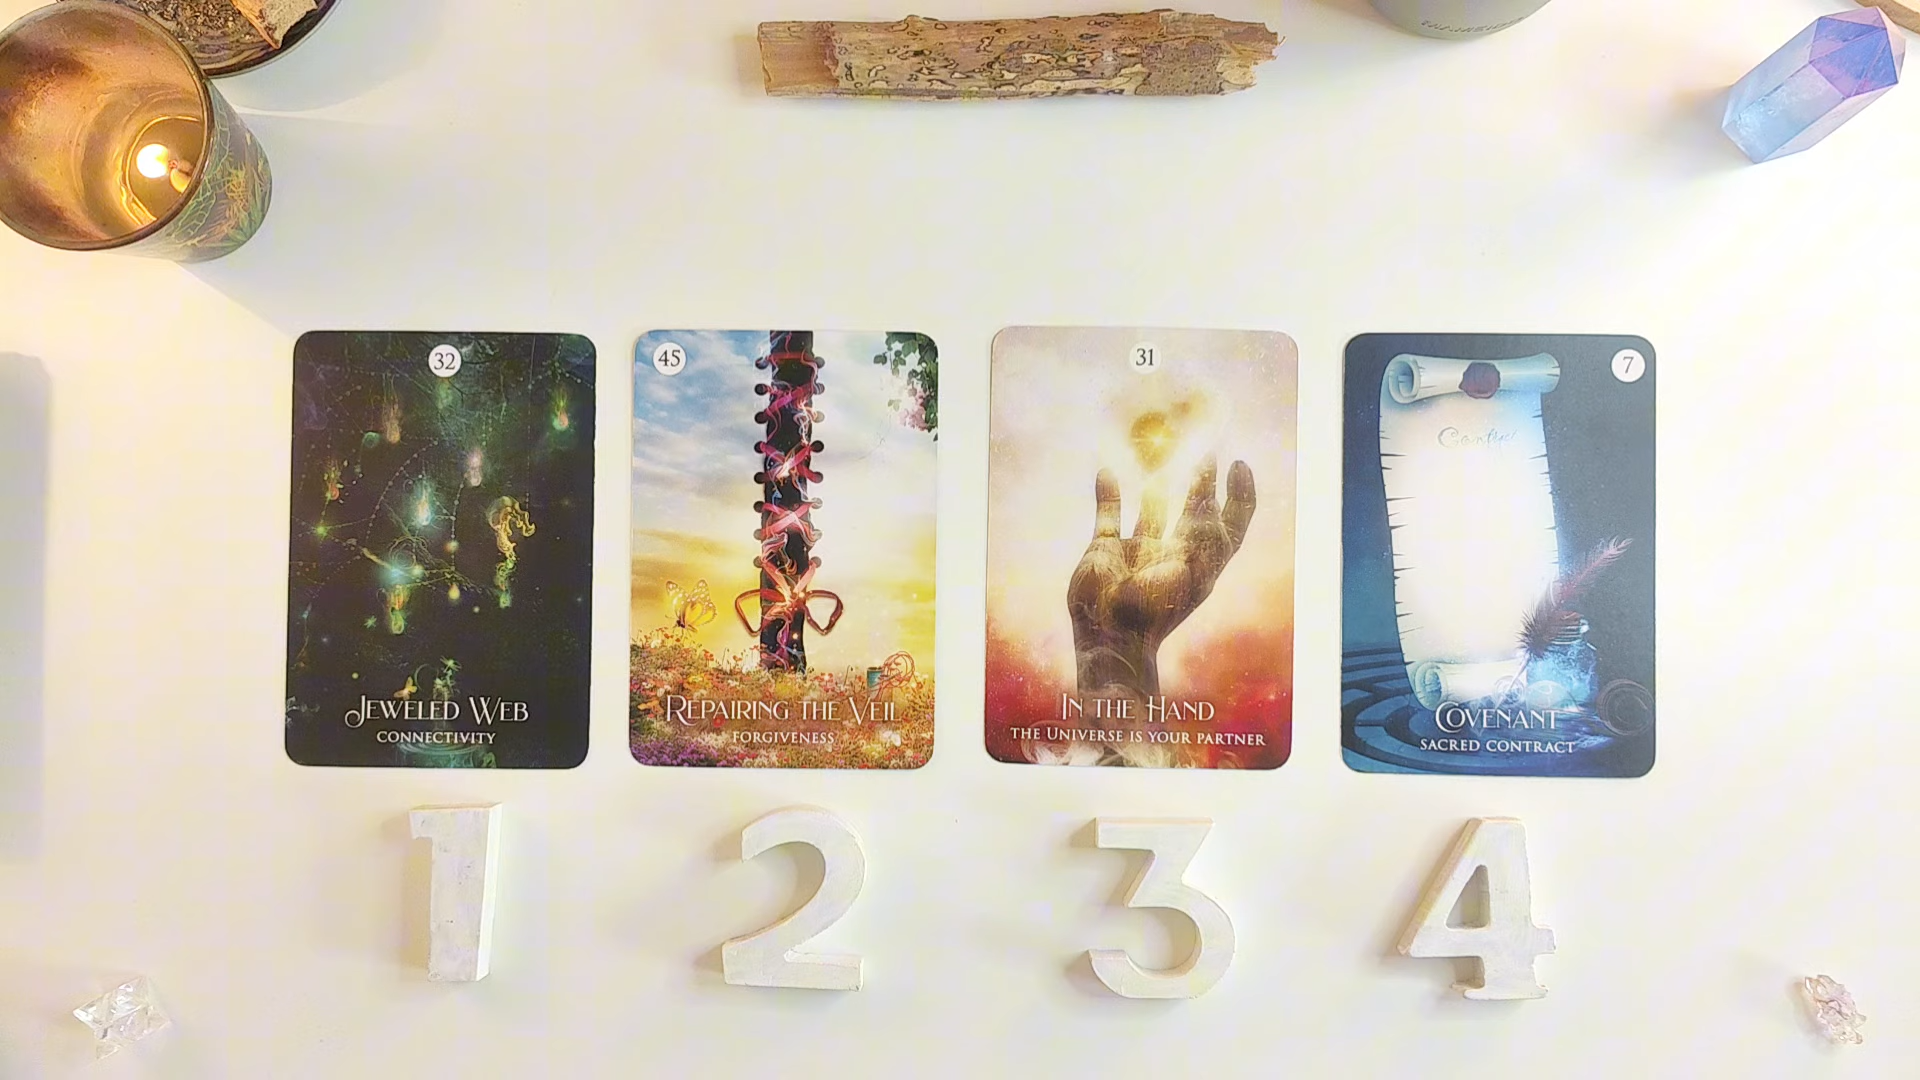 32
JEWELED WEB
CONNECTIVITY
45
REPAIRING THE VEIL
FORGIVENESS
31
IN THE HAND
THE UNIVERSE IS YOUR PARTNER
7
Contract
COVENANT
SACRED CONTRACT
1
2
3
4